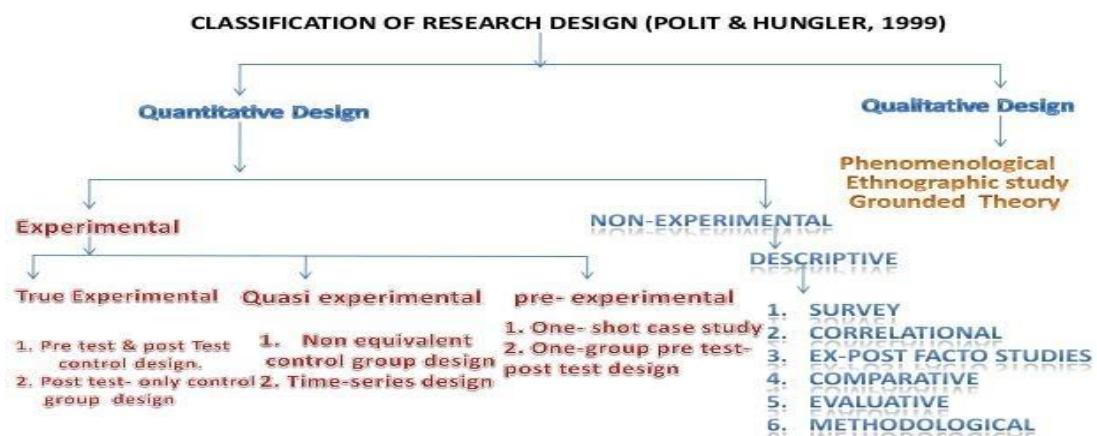 CLASSIFICATION OF RESEARCH DESIGN (POLIT & HUNGLER, 1999)
Quantitative Design
Qualitative Design
Phenomenological
Ethnographic study
Grounded Theory
Experimental
NON-EXPERIMENTAL
DESCRIPTIVE
True Experimental
1. Pre test & post Test
control design.
2. Post test- only control
group design
Quasi experimental
1. Non equivalent
control group design
2. Time-series design
pre- experimental
1. One- shot case study
2. One-group pre test-
post test design
1. SURVEY
2. CORRELATIONAL
3. EX-POST FACTO STUDIES
4. COMPARATIVE
5. EVALUATIVE
6. METHODOLOGICAL